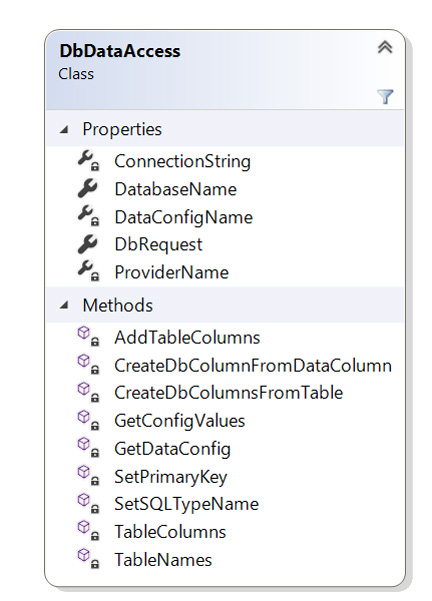 DbDataAccess
Class
Properties
ConnectionString
DatabaseName
DataConfigName
DbRequest
ProviderName
Methods
AddTableColumns
CreateDbColumnFromDataColumn
CreateDbColumnsFromTable
GetConfigValues
GetDataConfig
SetPrimaryKey
SetSQLTypeName
TableColumns
TableNames